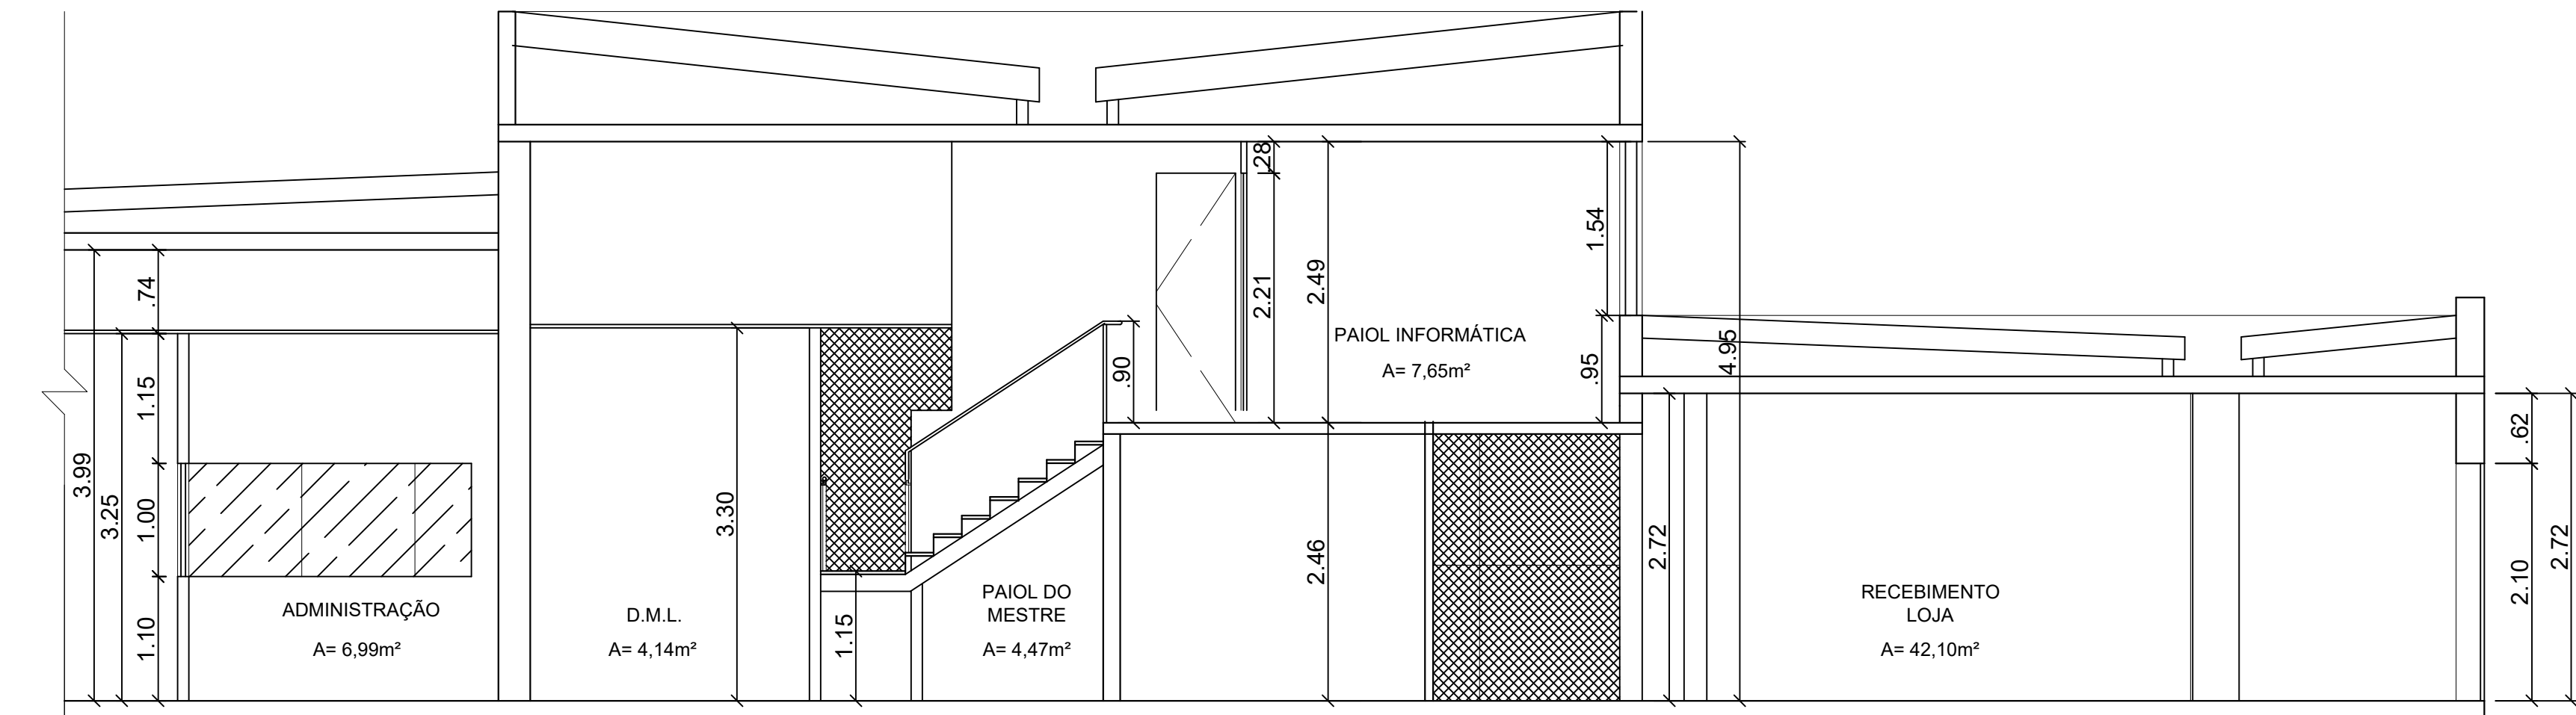 3.99
3.25
.74
1.15
1.00
1.10
ADMINISTRAÇÃO
A= 6,99m²
D.M.L.
A= 4,14m²
3.30
1.15
PAIOL DO
MESTRE
A= 4,47m²
.90
.28
2.21
2.49
2.46
PAIOL INFORMÁTICA
A= 7,65m²
1.54
.95
4.95
2.72
RECEBIMENTO
LOJA
A= 42,10m²
.62
2.10
2.72